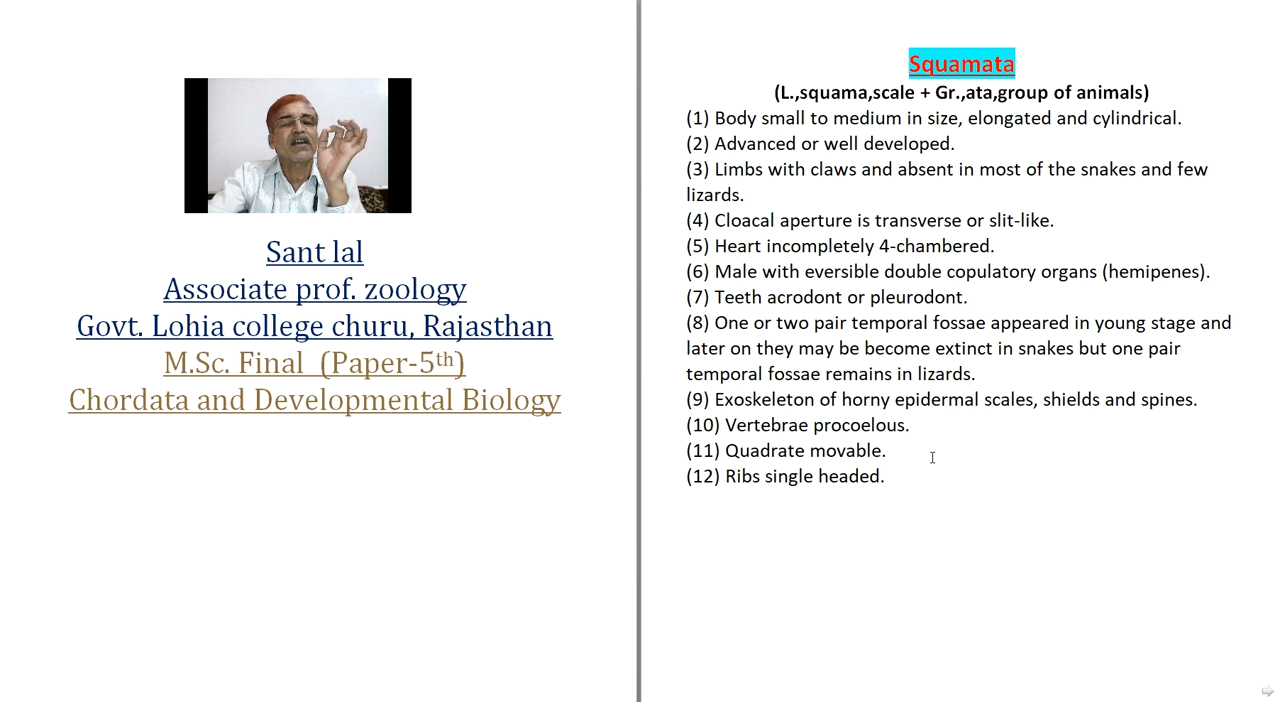 Sant lal
Associate prof. zoology
Govt. Lohia college churu, Rajasthan
M.Sc. Final  (Paper-5th)
Chordata and Developmental Biology
Squamata
(L.,squama,scale + Gr.,ata,group of animals)
(1) Body small to medium in size, elongated and cylindrical.
(2) Advanced or well developed.
(3) Limbs with claws and absent in most of the snakes and few
lizards.
(4) Cloacal aperture is transverse or slit-like.
(5) Heart incompletely 4-chambered.
(6) Male with eversible double copulatory organs (hemipenes).
(7) Teeth acrodont or pleurodont.
(8) One or two pair temporal fossae appeared in young stage and
later on they may be become extinct in snakes but one pair
temporal fossae remains in lizards.
(9) Exoskeleton of horny epidermal scales, shields and spines.
(10) Vertebrae procoelous.
(11) Quadrate movable.
(12) Ribs single headed.